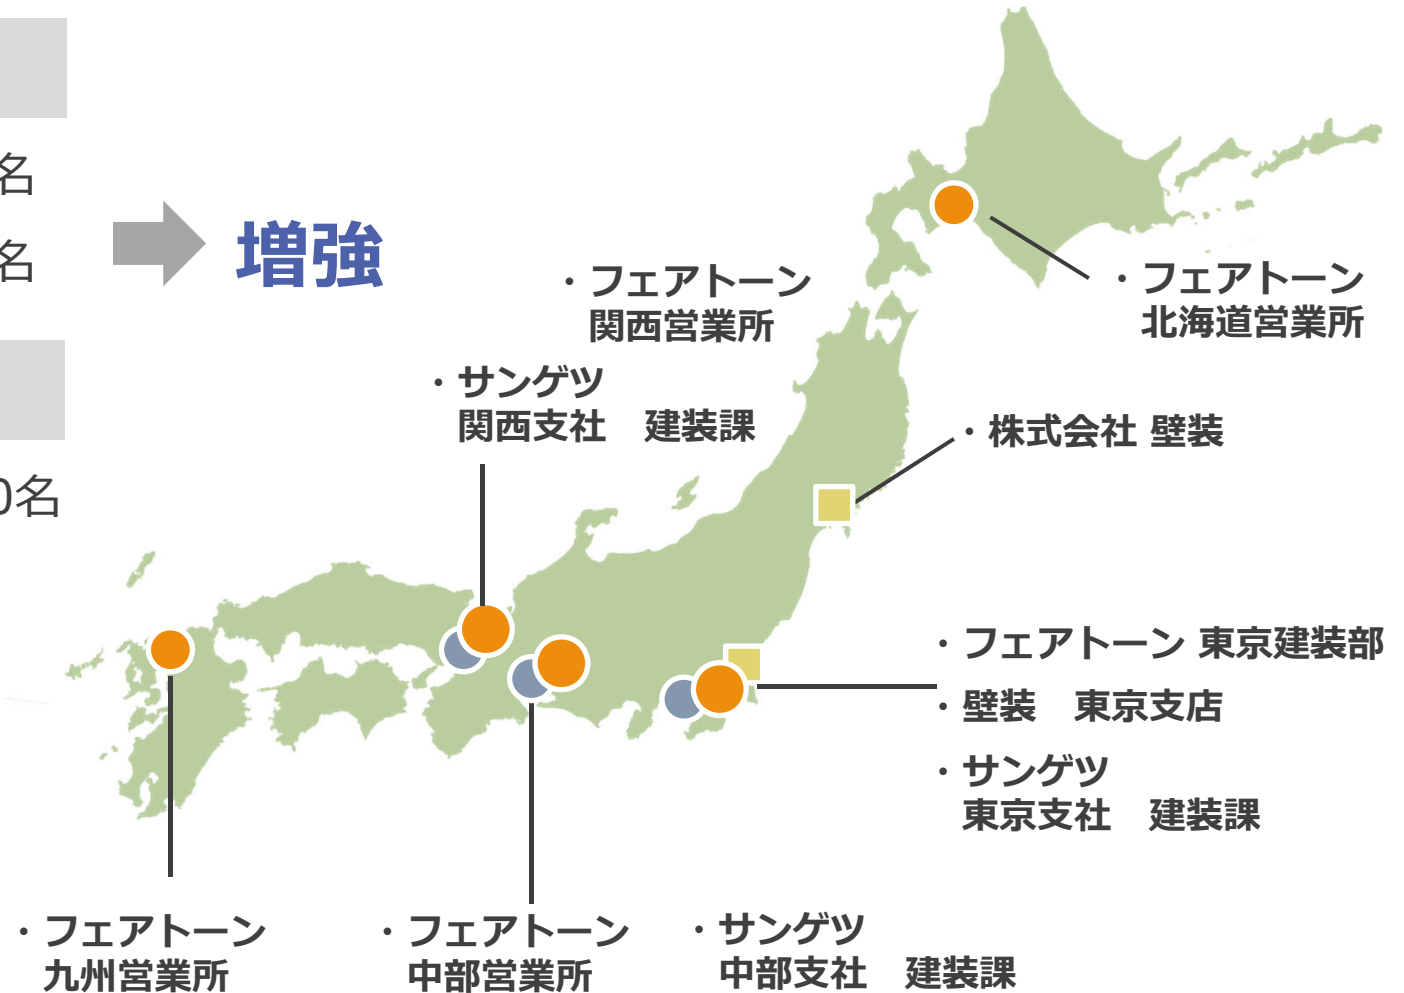 名
名
増強
0名
・フェアトーン
関西営業所
・サンゲツ
関西支社　建装課
・フェアトーン
北海道営業所
・株式会社 壁装
・フェアトーン 東京建装部
・壁装　東京支店
・サンゲツ
東京支社　建装課
・フェアトーン
九州営業所
・フェアトーン
中部営業所
・サンゲツ
中部支社　建装課